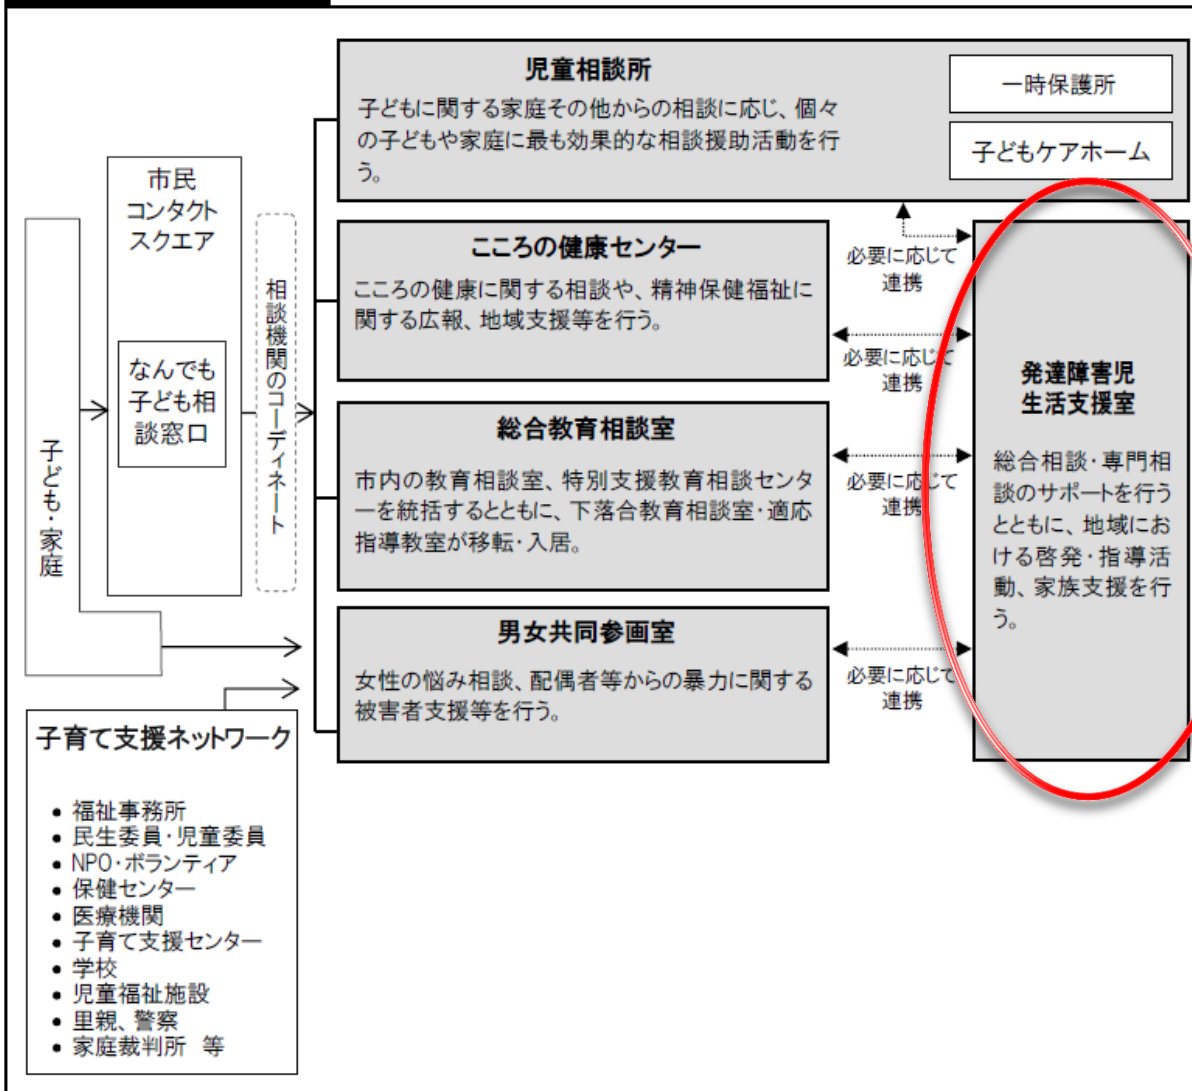 児童相談所
子どもに関する家庭その他からの相談に応じ、個々
の子どもや家庭に最も効果的な相談援助活動を行
う。
一時保護所
子どもケアホーム
市民
コンタクト
スクエア
なんでも
子ども相
談窓口
子ども・家庭
相談機関のコーディネート
こころの健康センター
こころの健康に関する相談や、精神保健福祉に
関する広報、地域支援等を行う。
必要に応じて
連携
必要に応じて
連携
総合教育相談室
市内の教育相談室、特別支援教育相談センタ
ーを統括するとともに、下落合教育相談室・適応
指導教室が移転・入居。
必要に応じて
連携
男女共同参画室
女性の悩み相談、配偶者等からの暴力に関する
被害者支援等を行う。
必要に応じて
連携
発達障害児
生活支援室
総合相談・専門相
談のサポートを行う
とともに、地域にお
ける啓発・指導活
動、家族支援を行
う。
子育て支援ネットワーク
• 福祉事務所
• 民生委員・児童委員
• NPO・ボランティア
• 保健センター
• 医療機関
• 子育て支援センター
• 学校
• 児童福祉施設
• 里親、警察
• 家庭裁判所 等